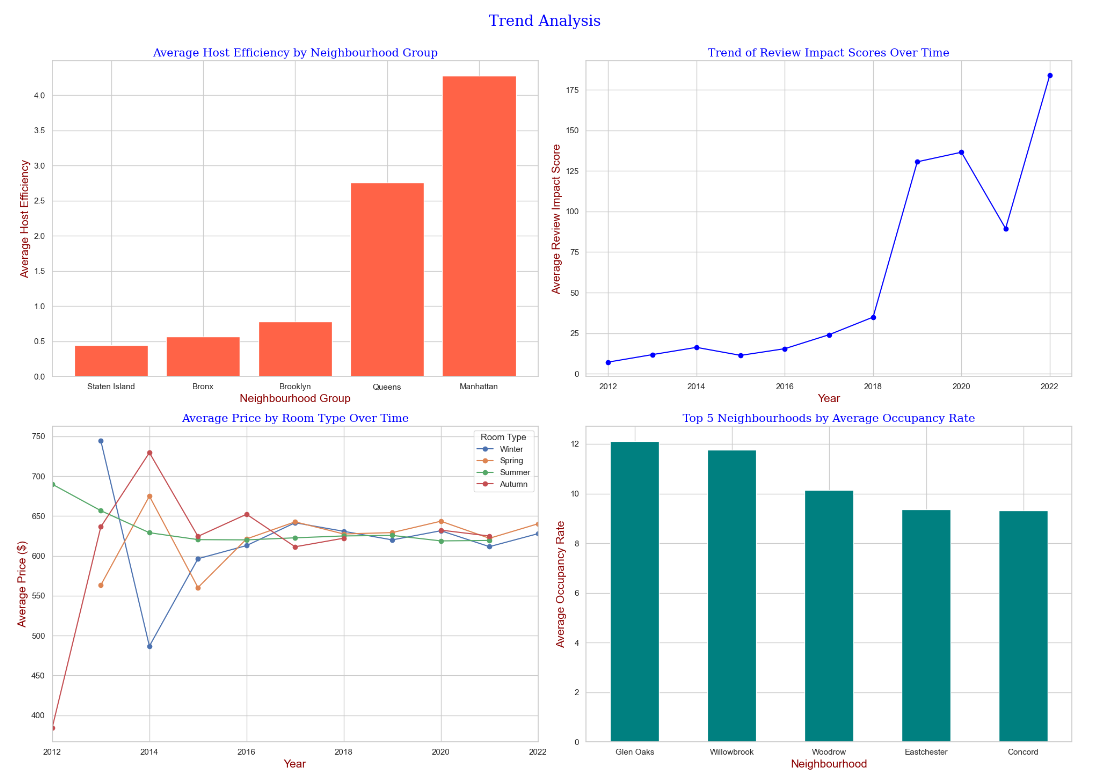 Trend Analysis
Average Host Efficiency by Neighbourhood Group
Average Host Efficiency
4.0
3.5
3.0
2.5
2.0
1.5
1.0
0.5
0.0
Staten Island Bronx Brooklyn Queens Manhattan
Neighbourhood Group
Trend of Review Impact Scores Over Time
Average Review Impact Score
175
150
125
100
75
50
25
0
2012 2014 2016 2018 2020 2022
Year
Average Price by Room Type Over Time
Average Price ($)
750
700
650
600
550
500
450
400
Room Type
Winter
Spring
Summer
Autumn
2012 2014 2016 2018 2020 2022
Year
Top 5 Neighbourhoods by Average Occupancy Rate
Average Occupancy Rate
12
10
8
6
4
2
0
Glen Oaks Willowbrook Woodrow Eastchester Concord
Neighbourhood